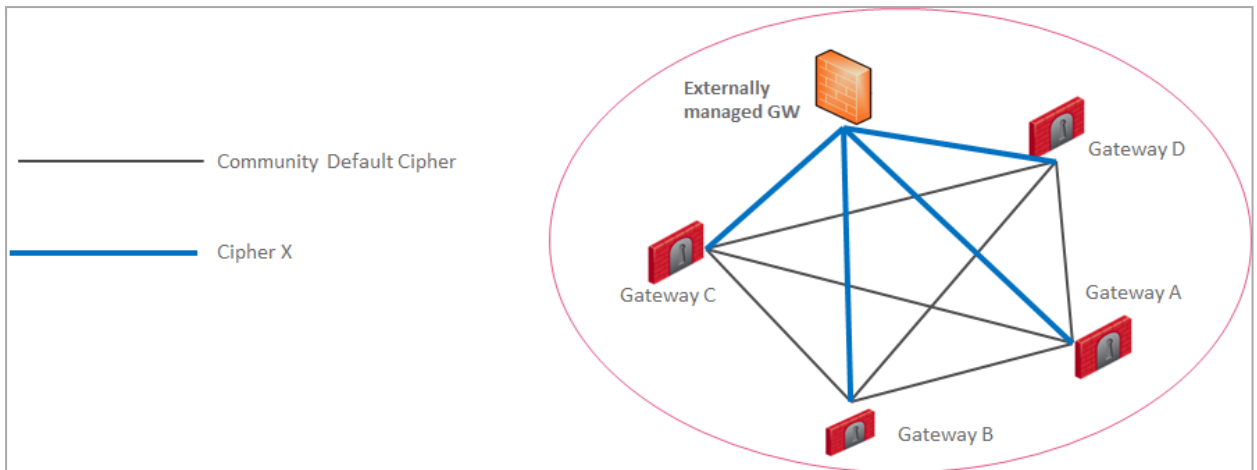 Externally
managed GW
Gateway D
Community Default Cipher
Cipher X
Gateway C
Gateway A
Gateway B